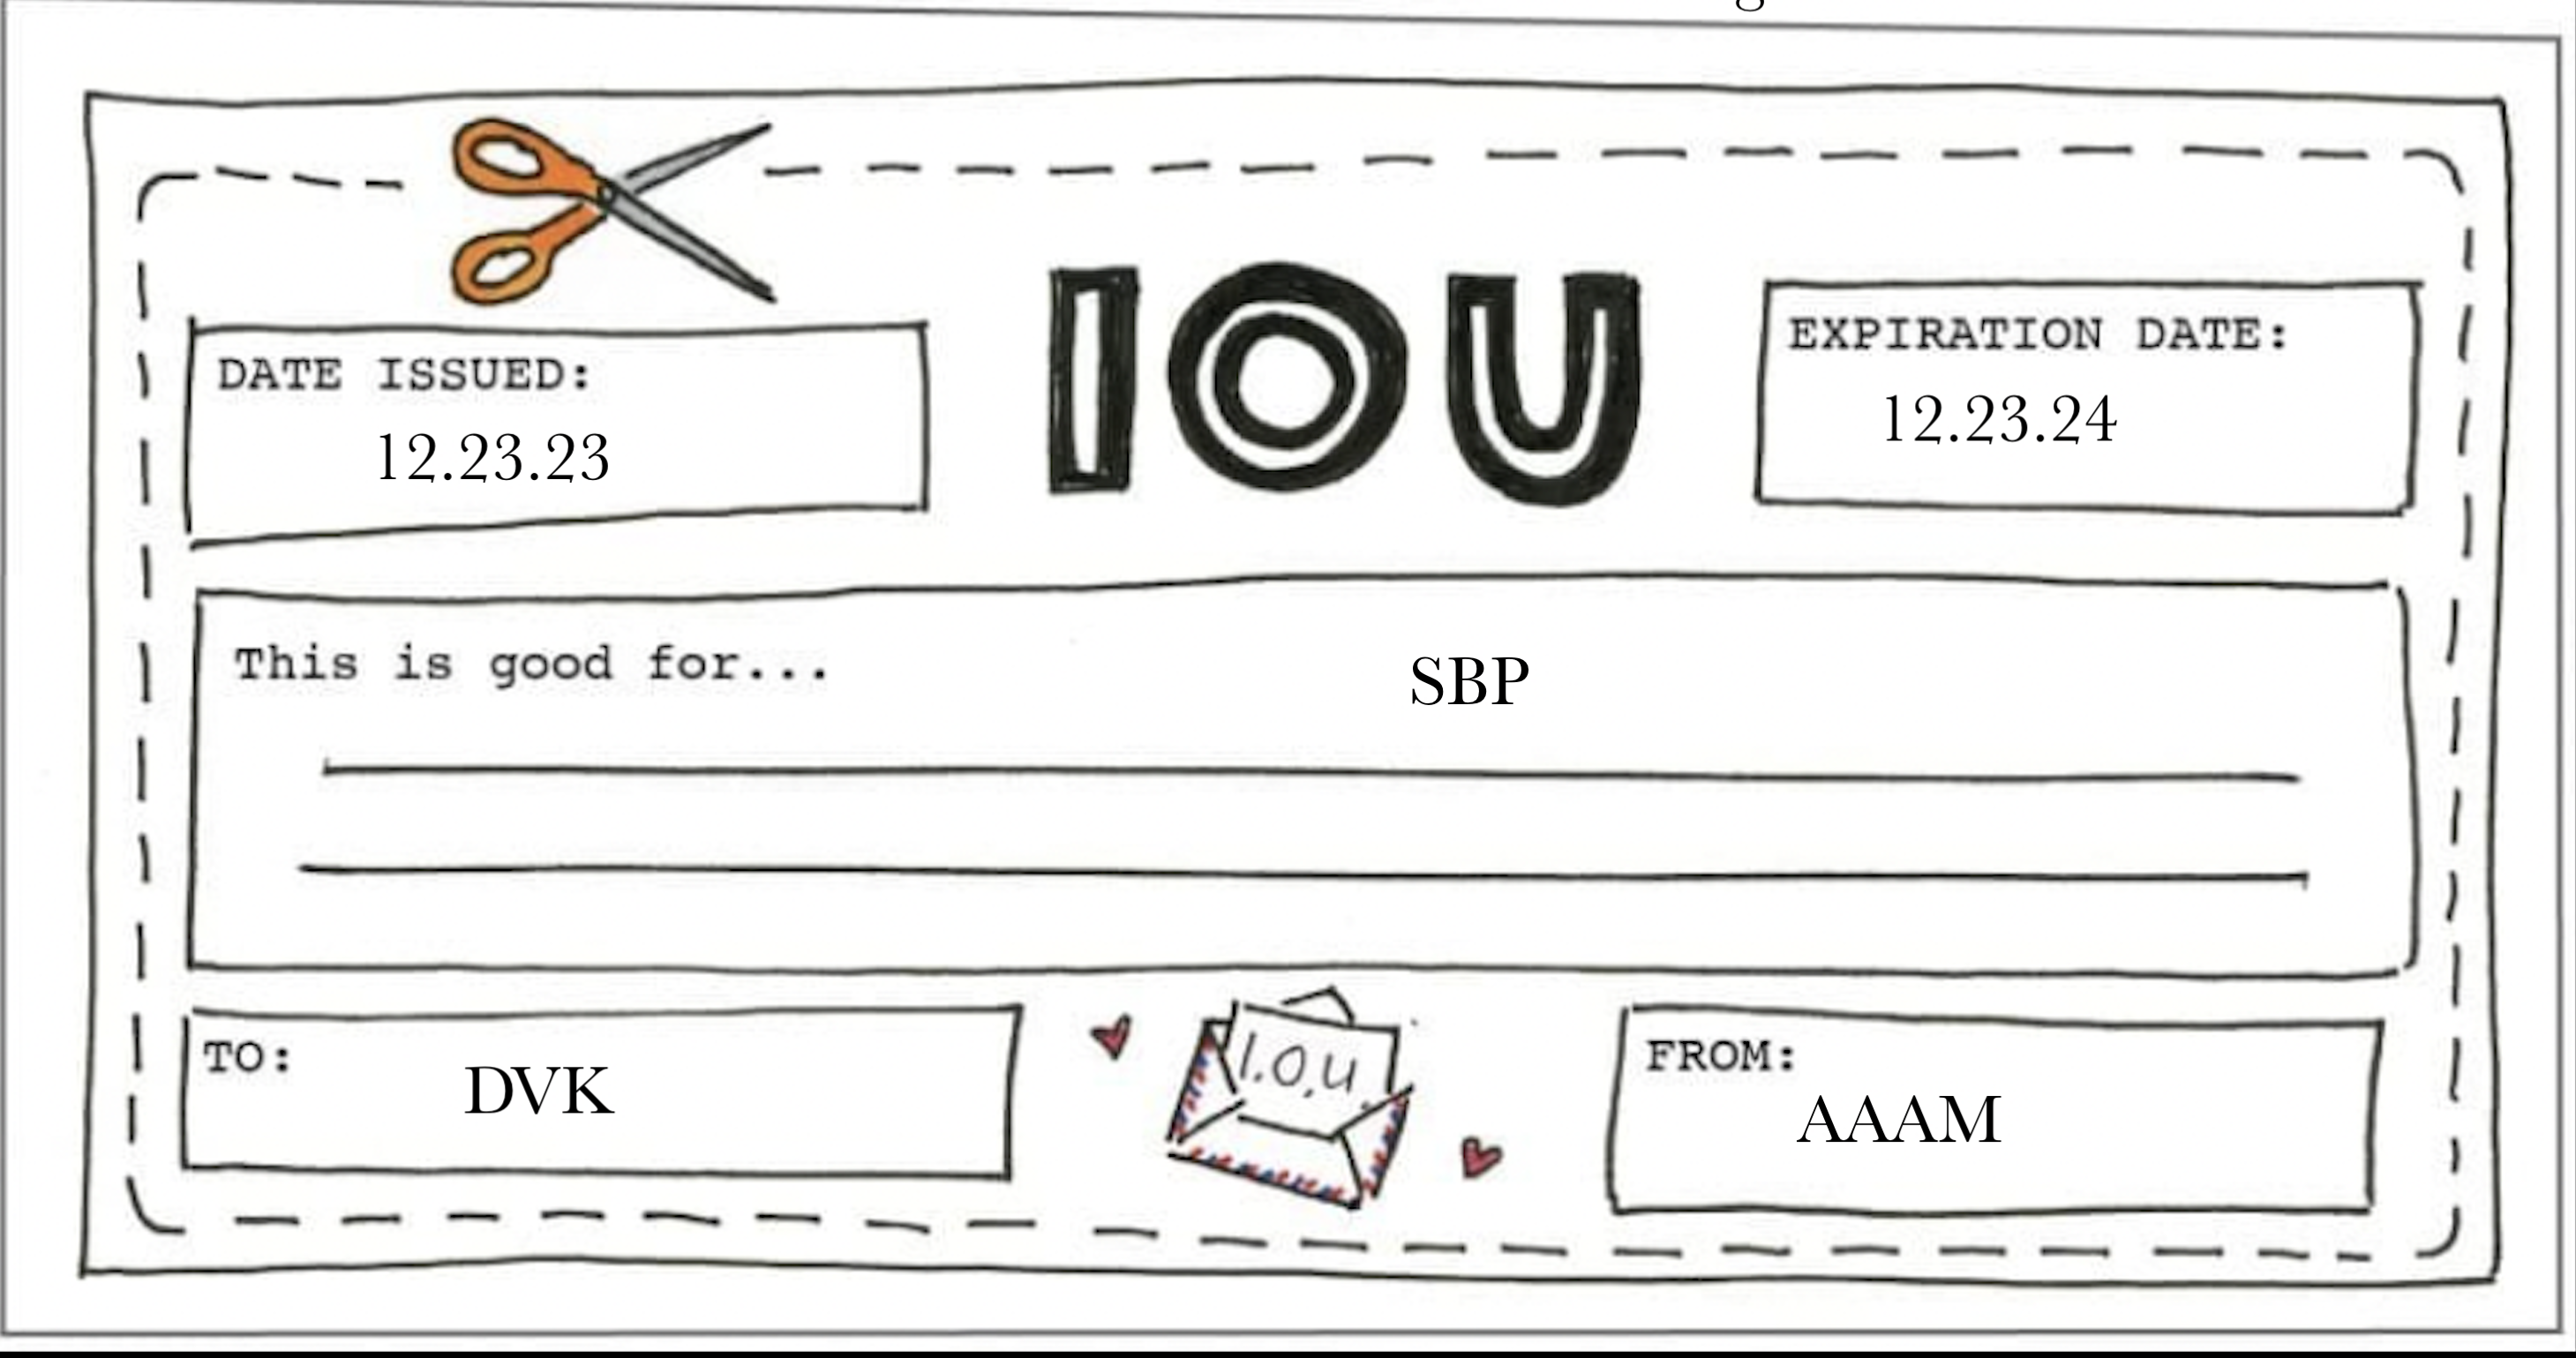 IOU
DATE ISSUED:
12.23.23
EXPIRATION DATE:
12.23.24
This is good for...
SBP
TO:
DVK
I.O.U.
FROM:
AAAM